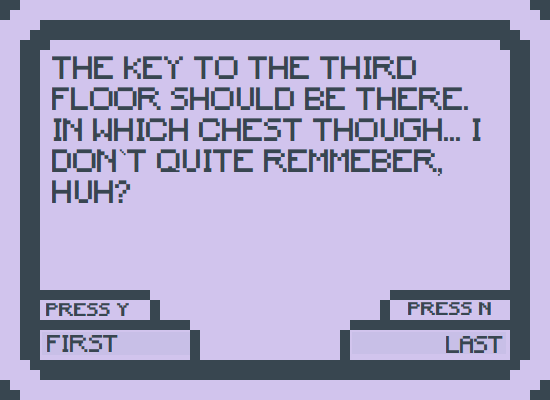 THE KEY TO THE THIRD
FLOOR SHOULD BE THERE.
IN WHICH CHEST THOUGH... I
DON`T QUITE REMMEBER,
HUH?
PRESS Y
PRESS N
FIRST
LAST